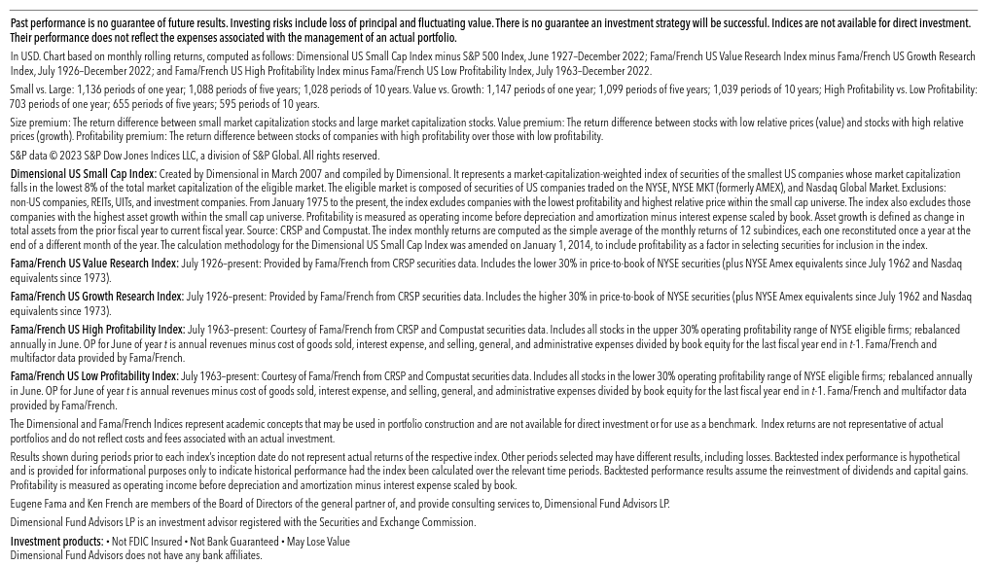 Past performance is no guarantee of future results. Investing risks include loss of principal and fluctuating value. There is no guarantee an investment strategy will be successful. Indices are not available for direct investment.
Their performance does not reflect the expenses associated with the management of an actual portfolio.
In USD. Chart based on monthly rolling returns, computed as follows: Dimensional US Small Cap Index minus S&P 500 Index, June 1927–December 2022; Fama/French US Value Research Index minus Fama/French US Growth Research
Index, July 1926–December 2022; and Fama/French US High Profitability Index minus Fama/French US Low Profitability Index, July 1963–December 2022.
Small vs. Large: 1,136 periods of one year; 1,088 periods of five years; 1,028 periods of 10 years. Value vs. Growth: 1,147 periods of one year; 1,099 periods of five years; 1,039 periods of 10 years; High Profitability vs. Low Profitability:
703 periods of one year; 655 periods of five years; 595 periods of 10 years.
Size premium: The return difference between small market capitalization stocks and large market capitalization stocks. Value premium: The return difference between stocks with low relative prices (value) and stocks with high relative
prices (growth). Profitability premium: The return difference between stocks of companies with high profitability over those with low profitability.
S&P data © 2023 S&P Dow Jones Indices LLC, a division of S&P Global. All rights reserved.
Dimensional US Small Cap Index: Created by Dimensional in March 2007 and compiled by Dimensional. It represents a market-capitalization-weighted index of securities of the smallest US companies whose market capitalization
falls in the lowest 8% of the total market capitalization of the eligible market. The eligible market is composed of securities of US companies traded on the NYSE, NYSE MKT (formerly AMEX), and Nasdaq Global Market. Exclusions:
non-US companies, REITs, UITs, and investment companies. From January 1975 to the present, the index excludes companies with the lowest profitability and highest relative price within the small cap universe. The index also excludes those
companies with the highest asset growth within the small cap universe. Profitability is measured as operating income before depreciation and amortization minus interest expense scaled by book. Asset growth is defined as change in
total assets from the prior fiscal year to current fiscal year. Source: CRSP and Compustat. The index monthly returns are computed as the simple average of the monthly returns of 12 subindices, each one reconstituted once a year at the
end of a different month of the year. The calculation methodology for the Dimensional US Small Cap Index was amended on January 1, 2014, to include profitability as a factor in selecting securities for inclusion in the index.
Fama/French US Value Research Index: July 1926–present: Provided by Fama/French from CRSP securities data. Includes the lower 30% in price-to-book of NYSE securities (plus NYSE Amex equivalents since July 1962 and Nasdaq
equivalents since 1973).
Fama/French US Growth Research Index: July 1926–present: Provided by Fama/French from CRSP securities data. Includes the higher 30% in price-to-book of NYSE securities (plus NYSE Amex equivalents since July 1962 and Nasdaq
equivalents since 1973).
Fama/French US High Profitability Index: July 1963–present: Courtesy of Fama/French from CRSP and Compustat securities data. Includes all stocks in the upper 30% operating profitability range of NYSE eligible firms; rebalanced
annually in June. OP for June of year t is annual revenues minus cost of goods sold, interest expense, and selling, general, and administrative expenses divided by book equity for the last fiscal year end in t-1. Fama/French and
multifactor data provided by Fama/French.
Fama/French US Low Profitability Index: July 1963–present: Courtesy of Fama/French from CRSP and Compustat securities data. Includes all stocks in the lower 30% operating profitability range of NYSE eligible firms; rebalanced annually
in June. OP for June of year t is annual revenues minus cost of goods sold, interest expense, and selling, general, and administrative expenses divided by book equity for the last fiscal year end in t-1. Fama/French and multifactor data
provided by Fama/French.
The Dimensional and Fama/French Indices represent academic concepts that may be used in portfolio construction and are not available for direct investment or for use as a benchmark. Index returns are not representative of actual
portfolios and do not reflect costs and fees associated with an actual investment.
Results shown during periods prior to each index's inception date do not represent actual returns of the respective index. Other periods selected may have different results, including losses. Backtested index performance is hypothetical
and is provided for informational purposes only to indicate historical performance had the index been calculated over the relevant time periods. Backtested performance results assume the reinvestment of dividends and capital gains.
Profitability is measured as operating income before depreciation and amortization minus interest expense scaled by book.
Eugene Fama and Ken French are members of the Board of Directors of the general partner of, and provide consulting services to, Dimensional Fund Advisors LP.
Dimensional Fund Advisors LP is an investment advisor registered with the Securities and Exchange Commission.
Investment products: • Not FDIC Insured • Not Bank Guaranteed • May Lose Value
Dimensional Fund Advisors does not have any bank affiliates.